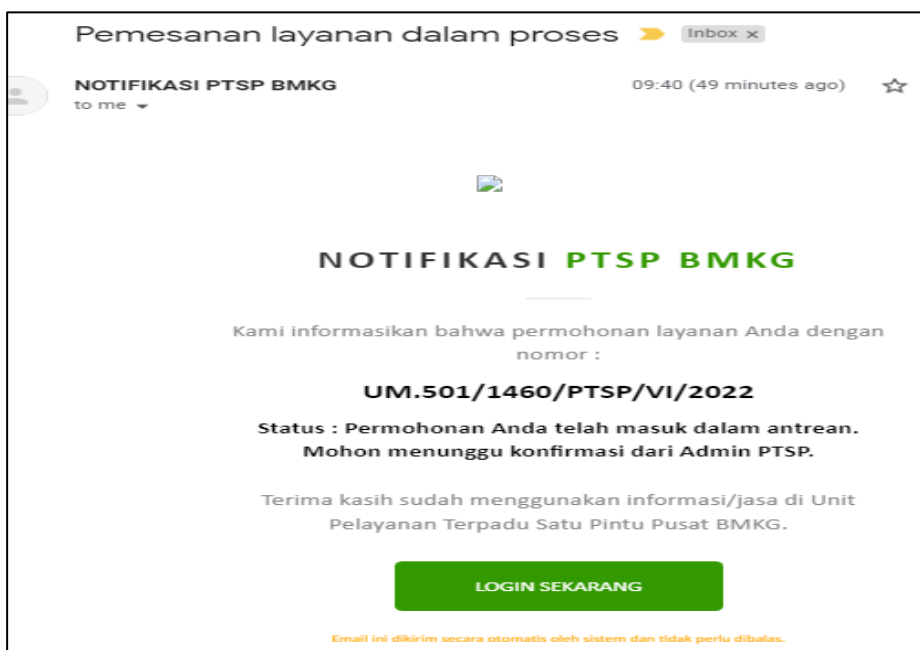 Pemesanan layanan dalam proses Inbox x
NOTIFIKASI PTSP BMKG 09:40 (49 minutes ago)
to me
NOTIFIKASI PTSP BMKG
Kami informasikan bahwa permohonan layanan Anda dengan
nomor :
UM.501/1460/PTSP/VI/2022
Status : Permohonan Anda telah masuk dalam antrean.
Mohon menunggu konfirmasi dari Admin PTSP.
Terima kasih sudah menggunakan informasi/jasa di Unit
Pelayanan Terpadu Satu Pintu Pusat BMKG.
LOGIN SEKARANG
Email ini dikirim secara otomatis oleh sistem dan tidak perlu dibalas.